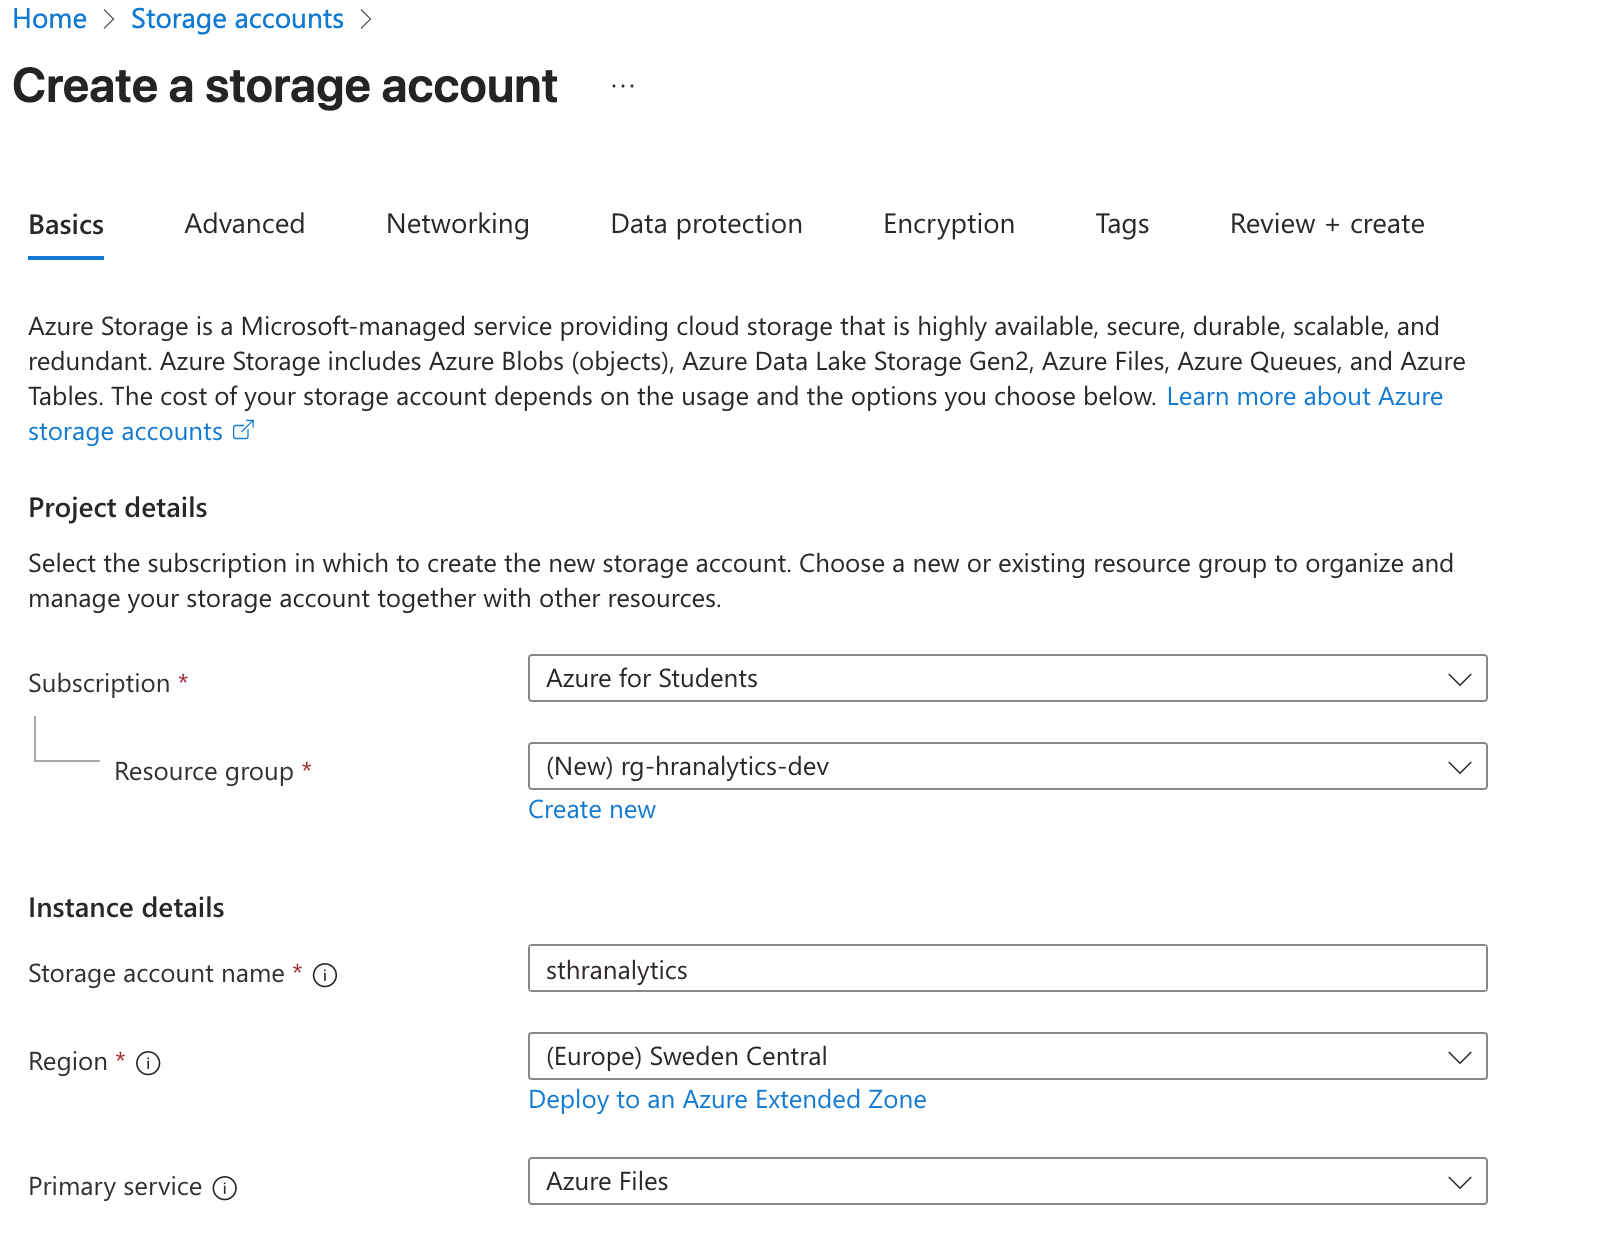 Home > Storage accounts >
Create a storage account ...
Basics Advanced Networking Data protection Encryption Tags Review + create
Azure Storage is a Microsoft-managed service providing cloud storage that is highly available, secure, durable, scalable, and
redundant. Azure Storage includes Azure Blobs (objects), Azure Data Lake Storage Gen2, Azure Files, Azure Queues, and Azure
Tables. The cost of your storage account depends on the usage and the options you choose below. Learn more about Azure
storage accounts
Project details
Select the subscription in which to create the new storage account. Choose a new or existing resource group to organize and
manage your storage account together with other resources.
Subscription * Azure for Students
Resource group * (New) rg-hranalytics-dev
Create new
Instance details
Storage account name * sthranalytics
Region * (Europe) Sweden Central
Deploy to an Azure Extended Zone
Primary service Azure Files